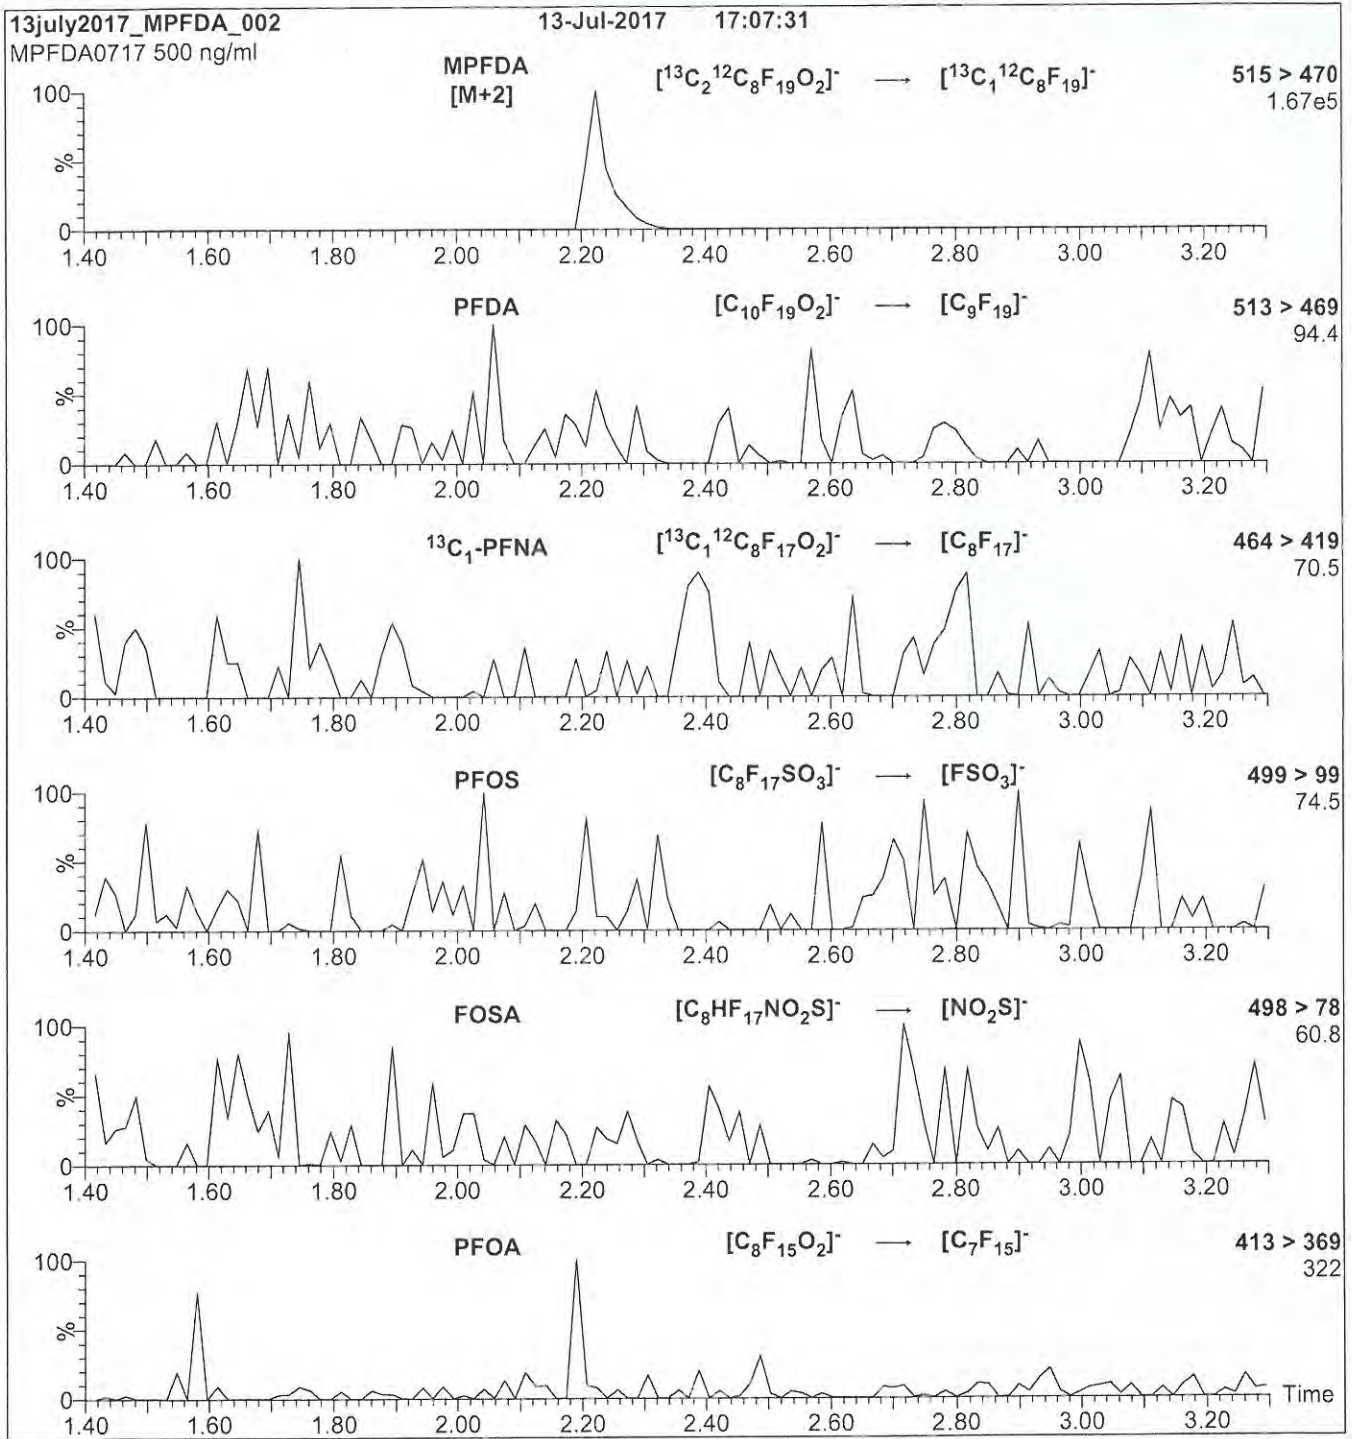 13july2017_MPFDA_002 13-Jul-2017 17:07:31
MPFDA0717 500 ng/ml
MPFDA [¹³C₂¹²C₈F₁₉O₂]⁻ → [¹³C₁¹²C₈F₁₉]⁻ 515 > 470
[M+2] 1.67e5
100
%
0
1.40 1.60 1.80 2.00 2.20 2.40 2.60 2.80 3.00 3.20
PFDA [C₁₀F₁₉O₂]⁻ → [C₉F₁₉]⁻ 513 > 469
94.4
100
%
0
1.40 1.60 1.80 2.00 2.20 2.40 2.60 2.80 3.00 3.20
¹³C₁-PFNA [¹³C₁¹²C₈F₁₇O₂]⁻ → [C₈F₁₇]⁻ 464 > 419
70.5
100
%
0
1.40 1.60 1.80 2.00 2.20 2.40 2.60 2.80 3.00 3.20
PFOS [C₈F₁₇SO₃]⁻ → [FSO₃]⁻ 499 > 99
74.5
100
%
0
1.40 1.60 1.80 2.00 2.20 2.40 2.60 2.80 3.00 3.20
FOSA [C₈HF₁₇NO₂S]⁻ → [NO₂S]⁻ 498 > 78
60.8
100
%
0
1.40 1.60 1.80 2.00 2.20 2.40 2.60 2.80 3.00 3.20
PFOA [C₈F₁₅O₂]⁻ → [C₇F₁₅]⁻ 413 > 369
322
100
%
0 Time
1.40 1.60 1.80 2.00 2.20 2.40 2.60 2.80 3.00 3.20